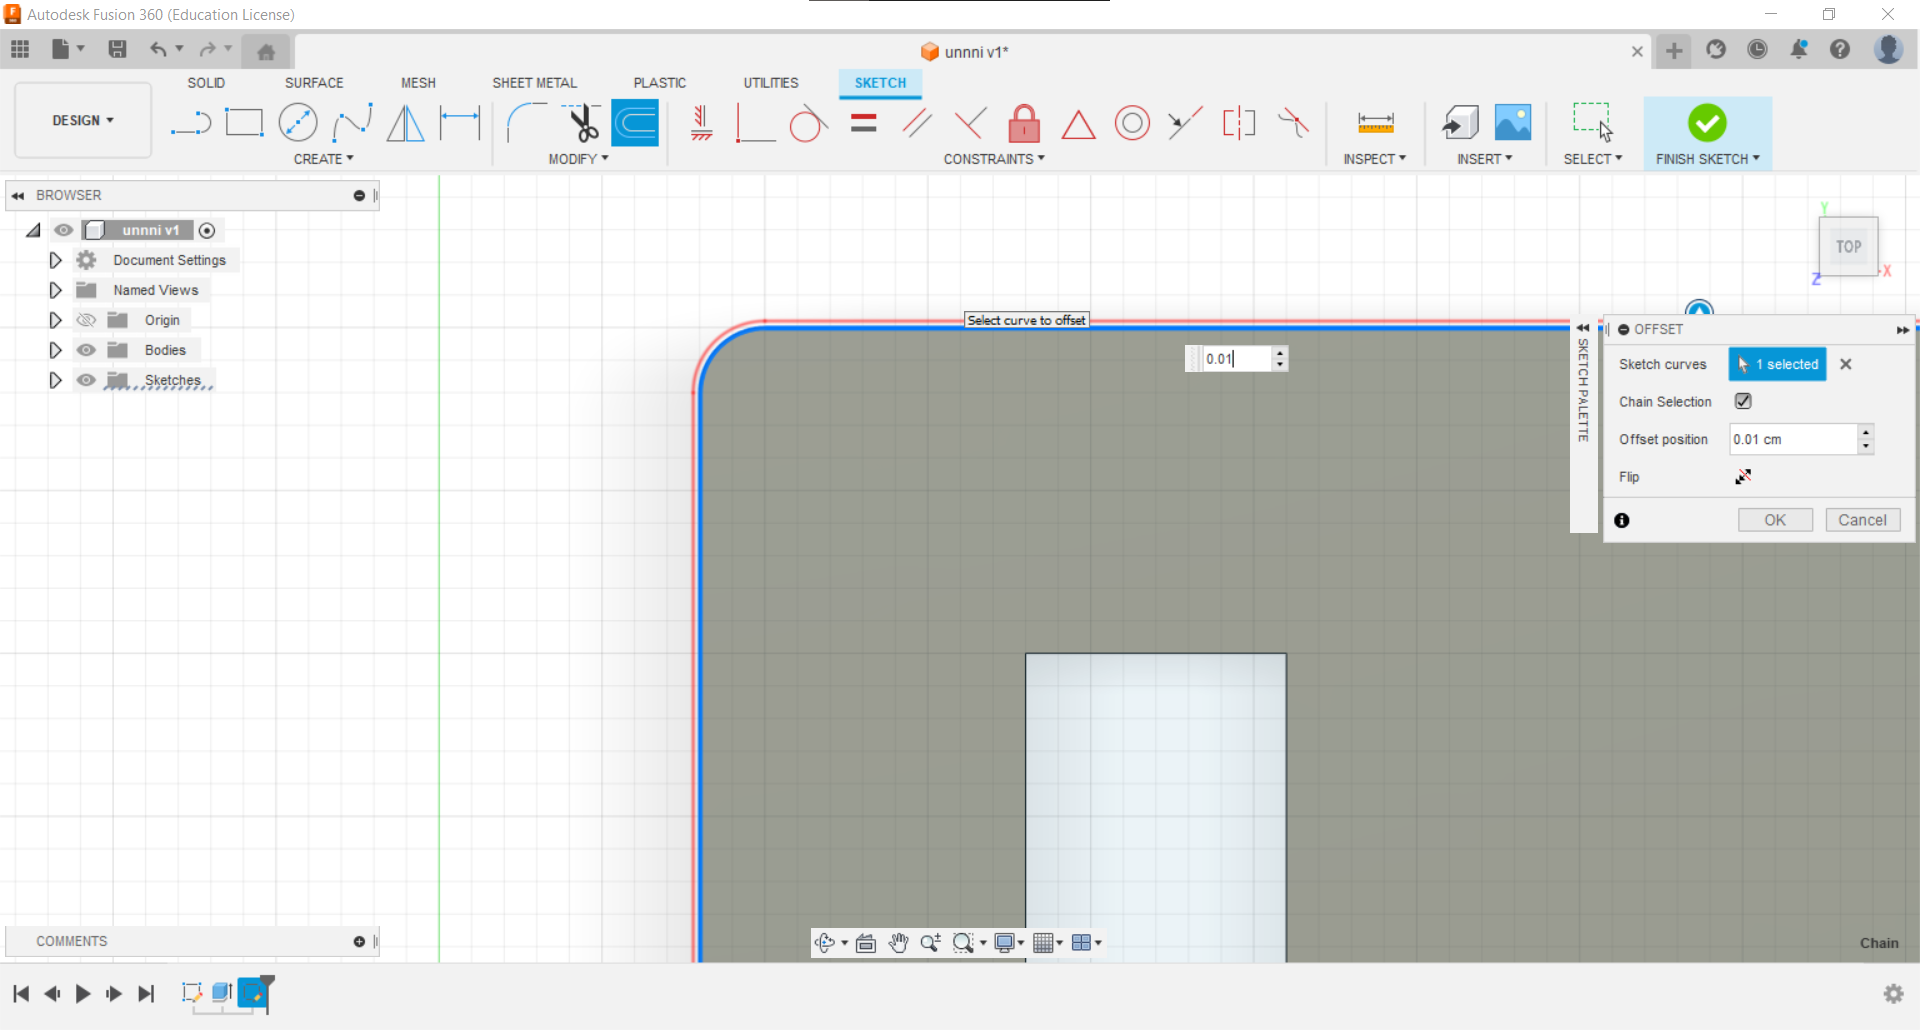 Autodesk Fusion 360 (Education License)
unnni v1*
SOLID
SURFACE
MESH
SHEET METAL
PLASTIC
UTILITIES
SKETCH
DESIGN
CREATE
MODIFY
CONSTRAINTS
INSPECT
INSERT
SELECT
FINISH SKETCH
BROWSER
unnni v1
Document Settings
Named Views
Origin
Bodies
Sketches
Y
TOP
X
Z
Select curve to offset
0.01
SKETCH PALETTE
OFFSET
Sketch curves
1 selected
Chain Selection
Offset position
0.01 cm
Flip
OK
Cancel
COMMENTS
Chain